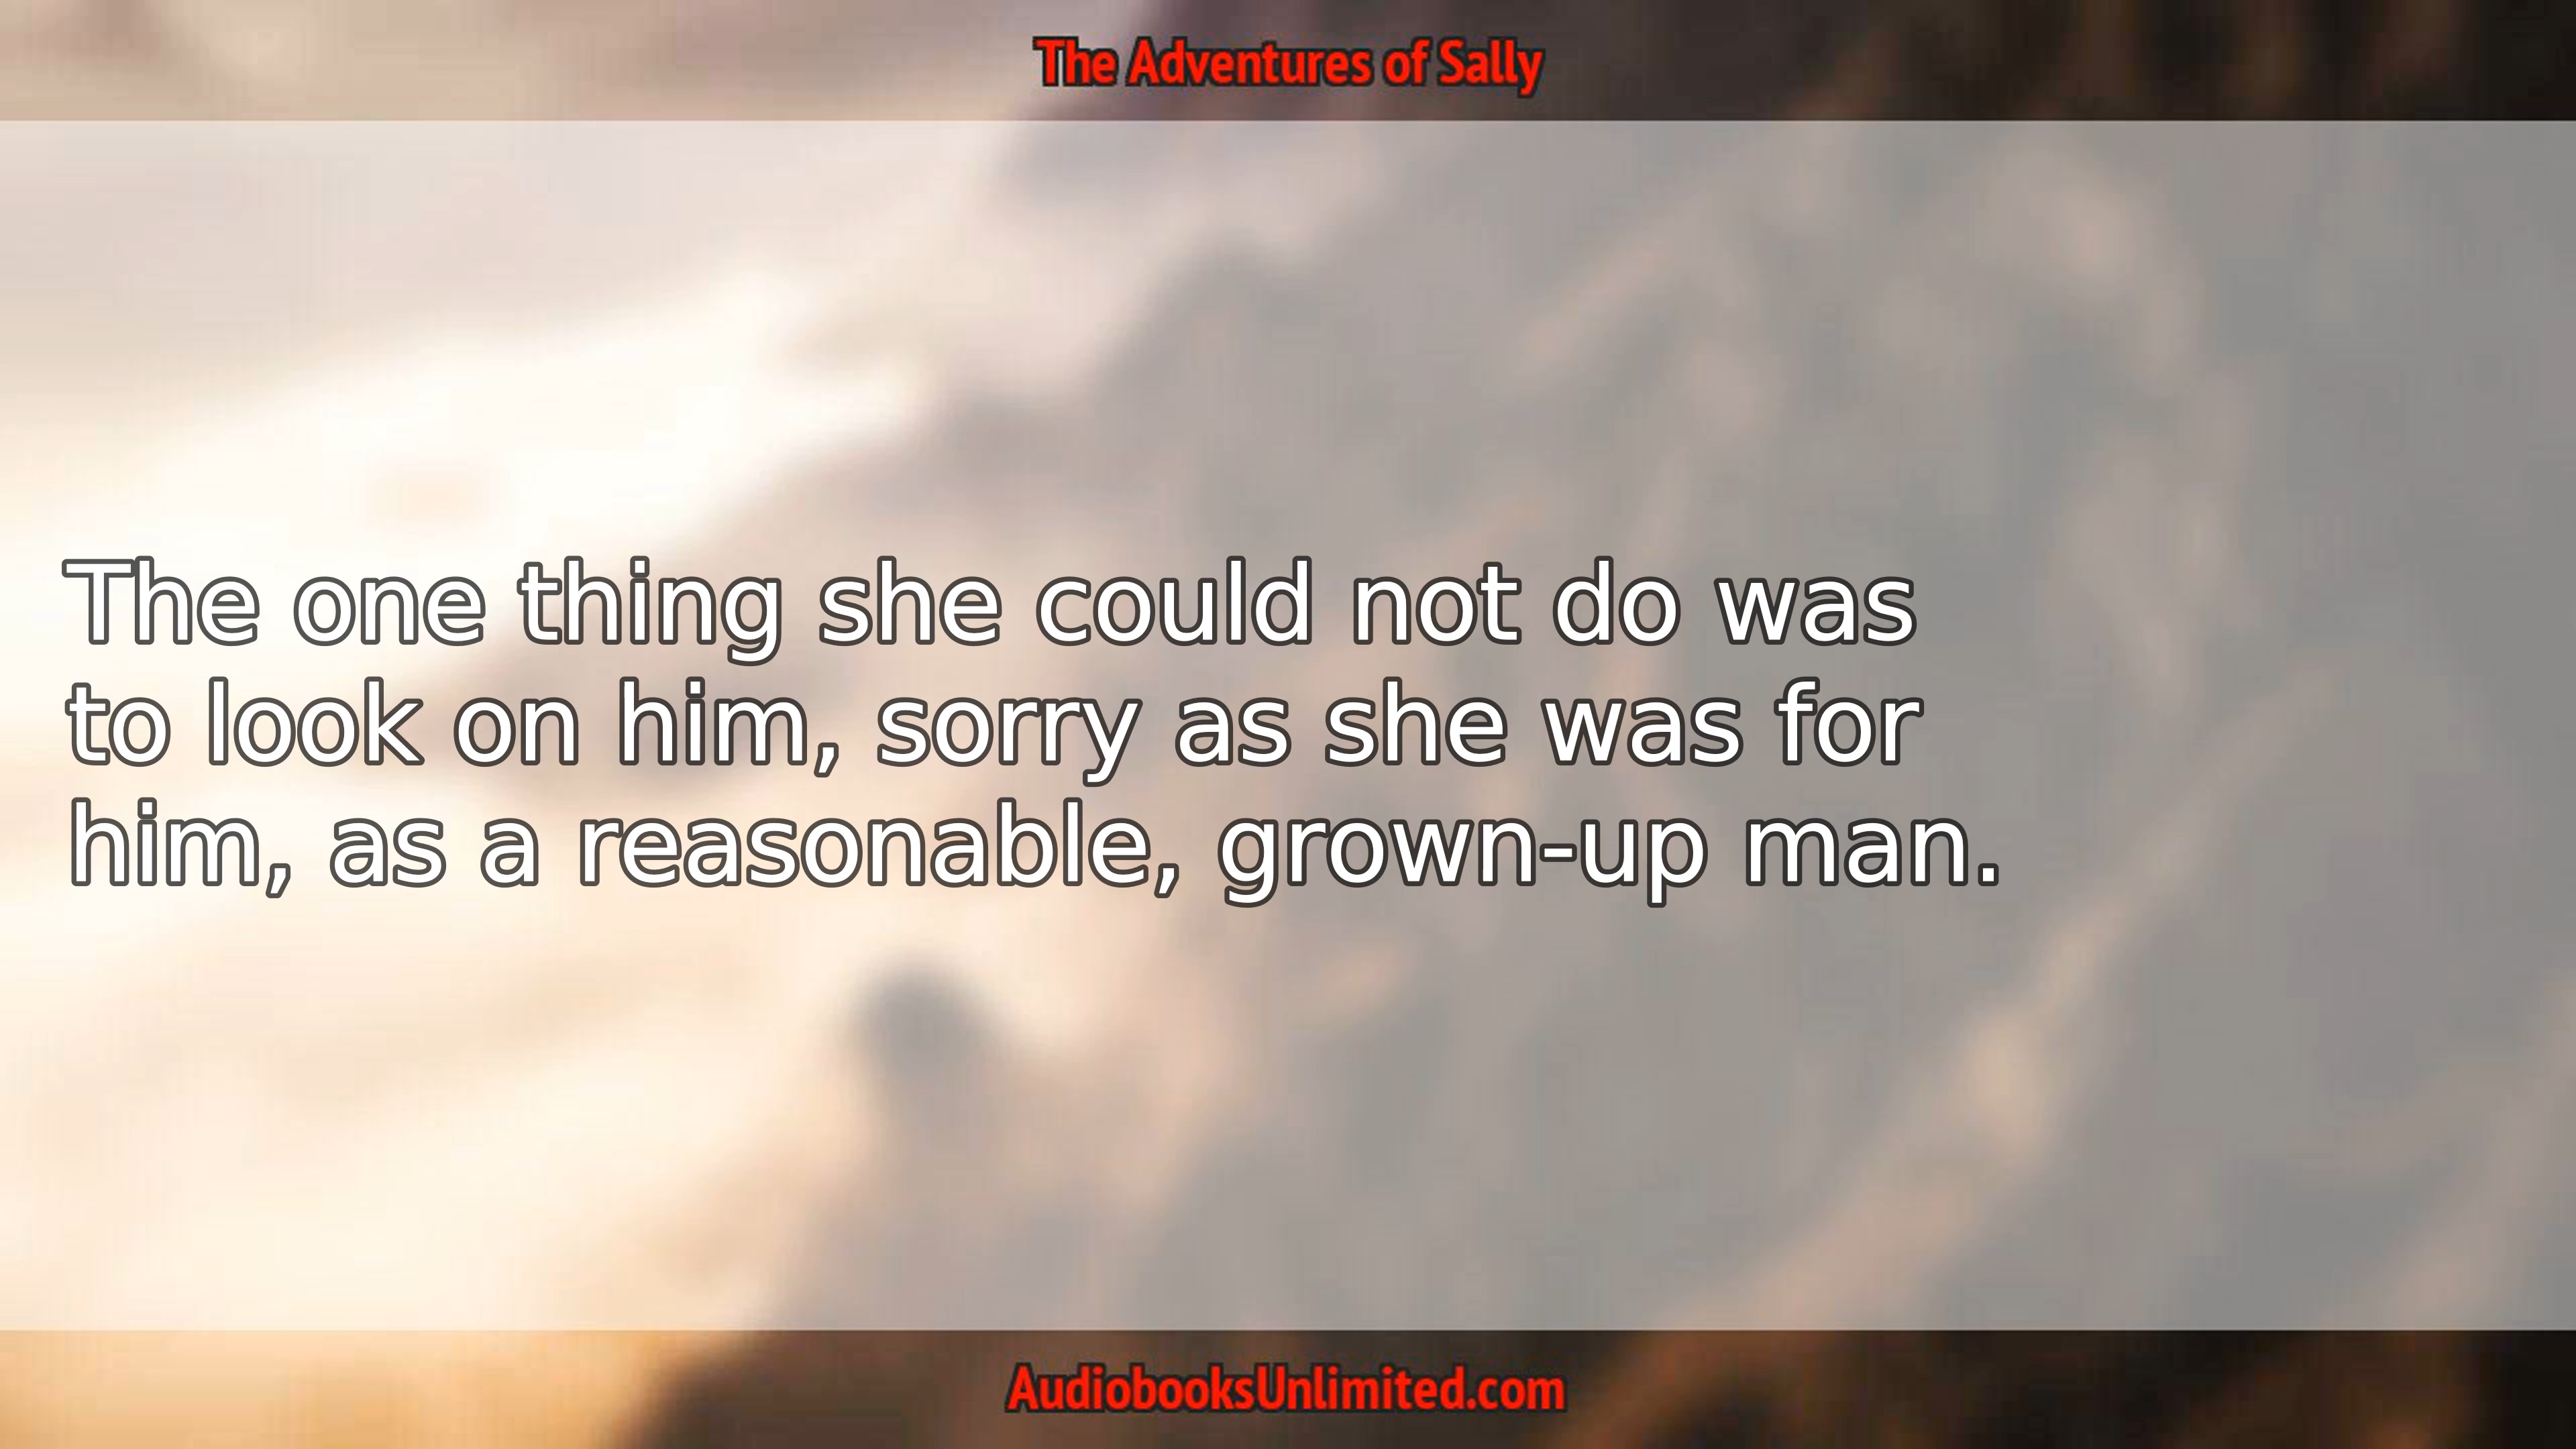 The Adventures of Sally
The one thing she could not do was
to look on him, sorry as she was for
him, as a reasonable, grown-up man.
AudiobooksUnlimited.com